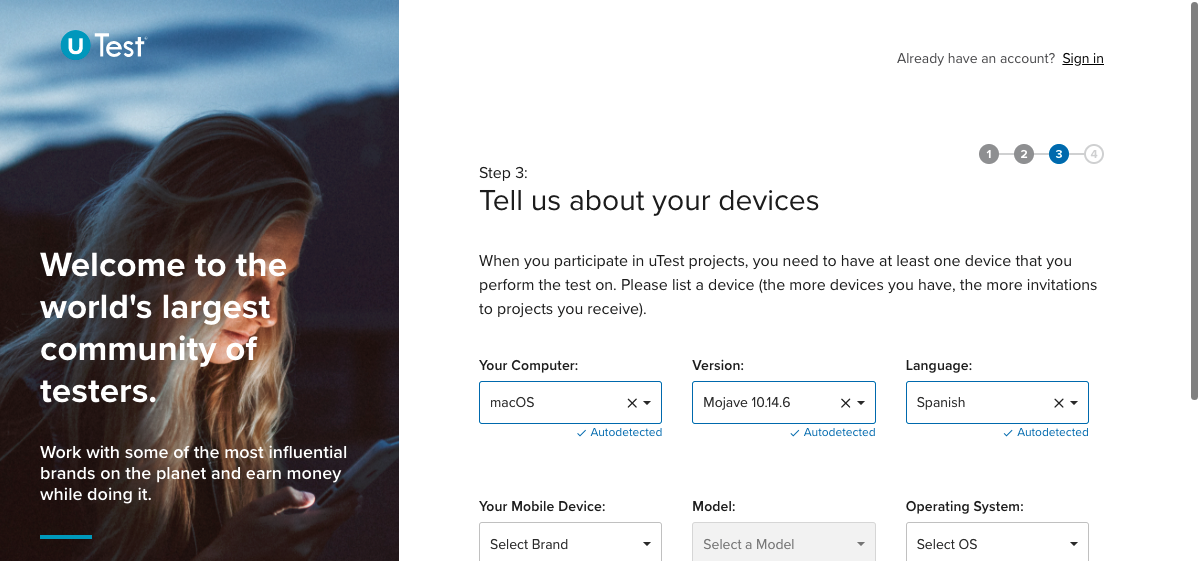 uTest
Already have an account? Sign in
1 2 3 4
Step 3:
Tell us about your devices
Welcome to the
world's largest
community of
testers.
Work with some of the most influential
brands on the planet and earn money
while doing it.
When you participate in uTest projects, you need to have at least one device that you
perform the test on. Please list a device (the more devices you have, the more invitations
to projects you receive).
Your Computer: Version: Language:
macOS Mojave 10.14.6 Spanish
Autodetected Autodetected Autodetected
Your Mobile Device: Model: Operating System:
Select Brand Select a Model Select OS